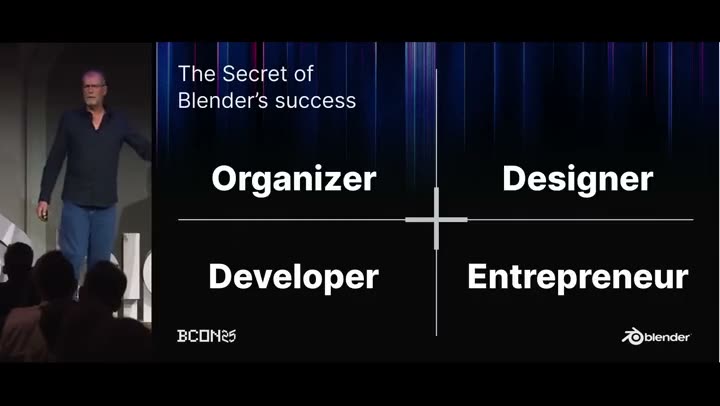 The Secret of
Blender's success
Organizer
Designer
Developer
Entrepreneur
BCON25
blender